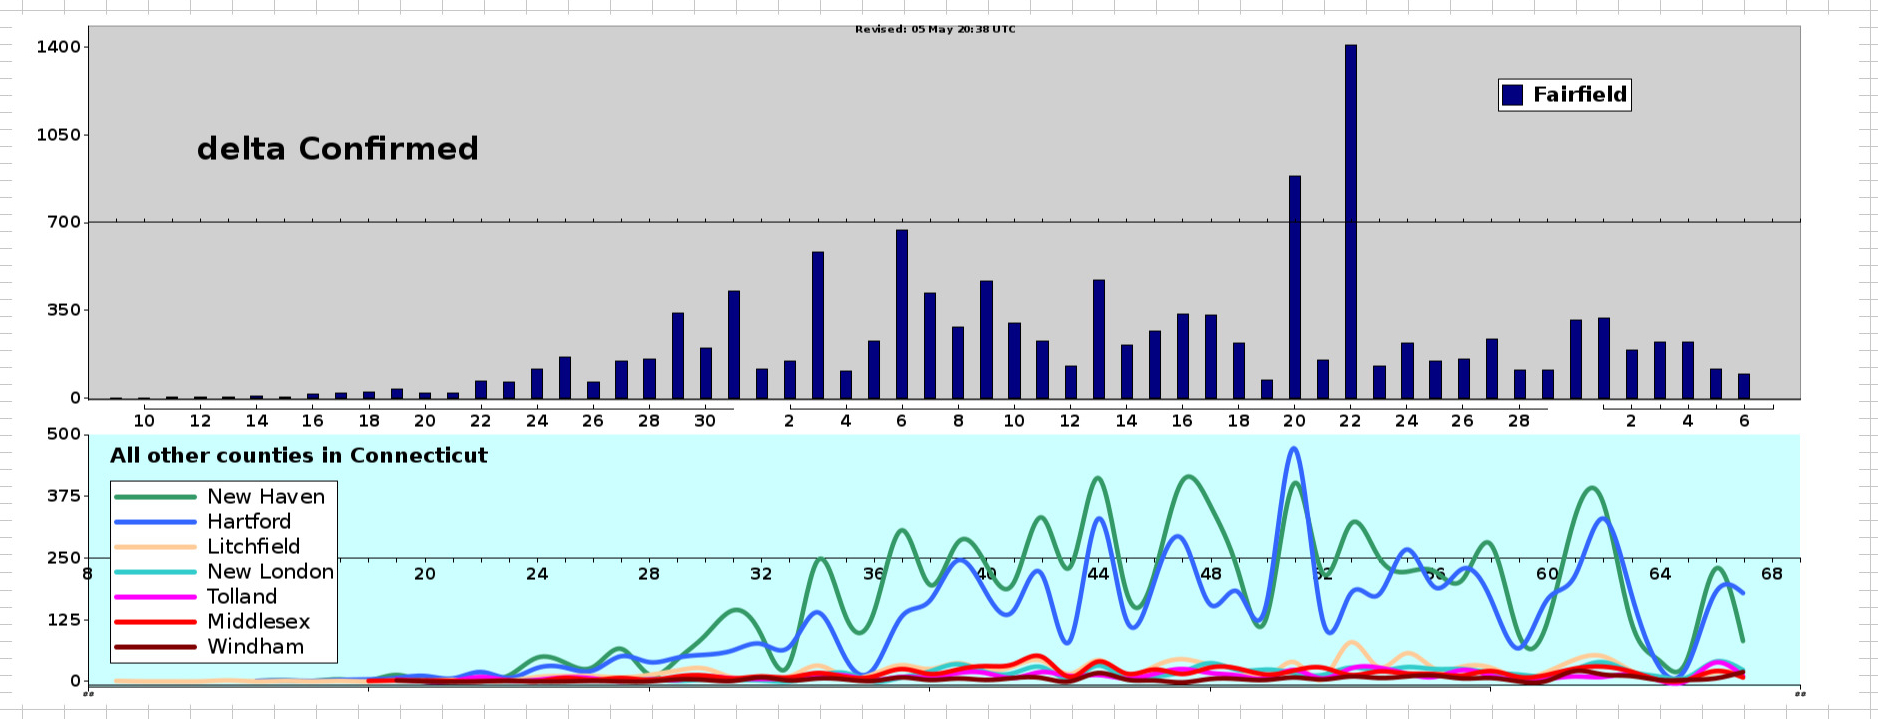 Revised: 05 May 20:38 UTC
1400
Fairfield
1050
delta Confirmed
700
350
0
10 12 14 16 18 20 22 24 26 28 30 2 4 6 8 10 12 14 16 18 20 22 24 26 28 2 4 6
500
All other counties in Connecticut
375
New Haven
Hartford
Litchfield
250
New London
8 20 24 28 32 36 40 44 48 52 56 60 64 68
Tolland
125
Middlesex
Windham
0